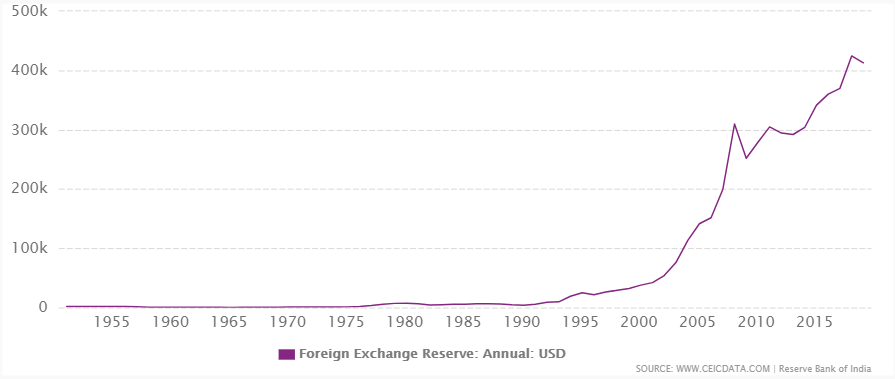 500k
400k
300k
200k
100k
0
1955 1960 1965 1970 1975 1980 1985 1990 1995 2000 2005 2010 2015
Foreign Exchange Reserve: Annual: USD
SOURCE: WWW.CEICDATA.COM | Reserve Bank of India